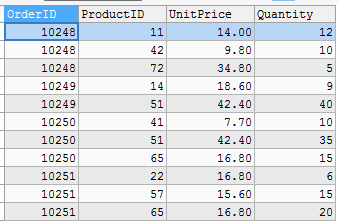 OrderID ProductID UnitPrice Quantity
10248 11 14.00 12
10248 42 9.80 10
10248 72 34.80 5
10249 14 18.60 9
10249 51 42.40 40
10250 41 7.70 10
10250 51 42.40 35
10250 65 16.80 15
10251 22 16.80 6
10251 57 15.60 15
10251 65 16.80 20